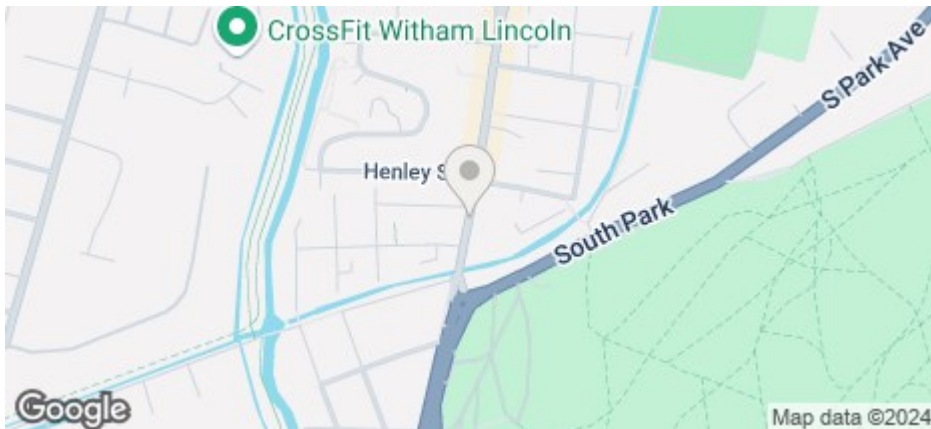 CrossFit Witham Lincoln
S Park Ave
Henley S
South Park
Google
Map data ©2024